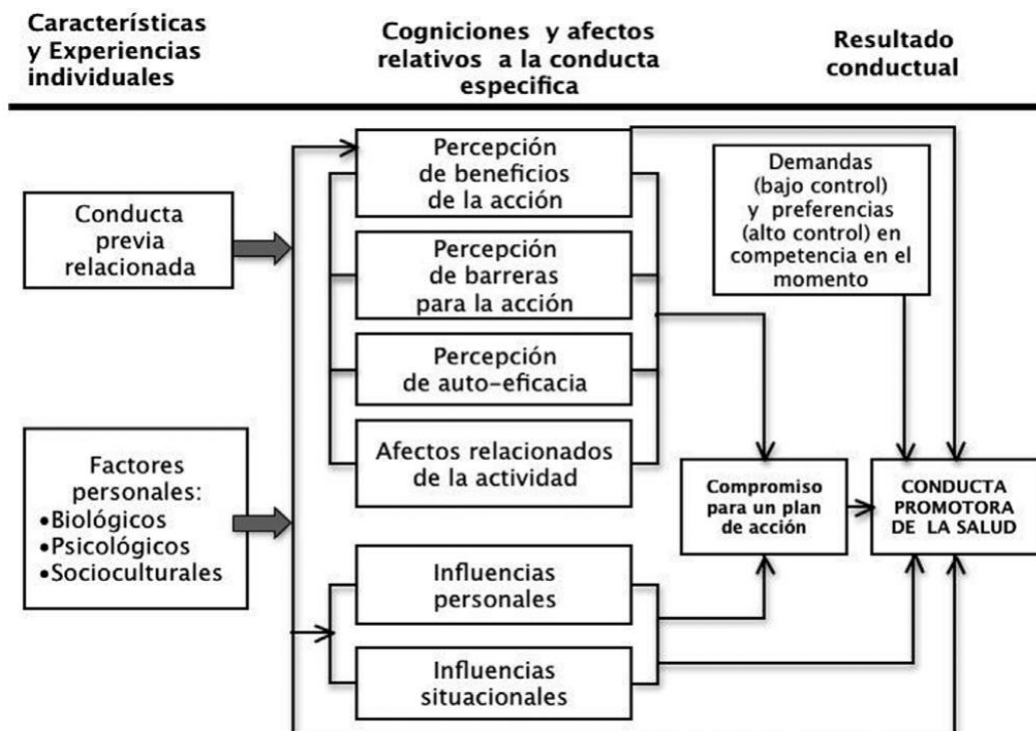 Características
y Experiencias
individuales
Cogniciones y afectos
relativos a la conducta
especifica
Resultado
conductual
Conducta
previa
relacionada
Factores
personales:
•Biológicos
•Psicológicos
•Socioculturales
Percepción
de beneficios
de la acción
Percepción
de barreras
para la acción
Percepción
de auto-eficacia
Afectos relacionados
de la actividad
Influencias
personales
Influencias
situacionales
Demandas
(bajo control)
y preferencias
(alto control) en
competencia en el
momento
Compromiso
para un plan
de acción
CONDUCTA
PROMOTORA
DE LA SALUD